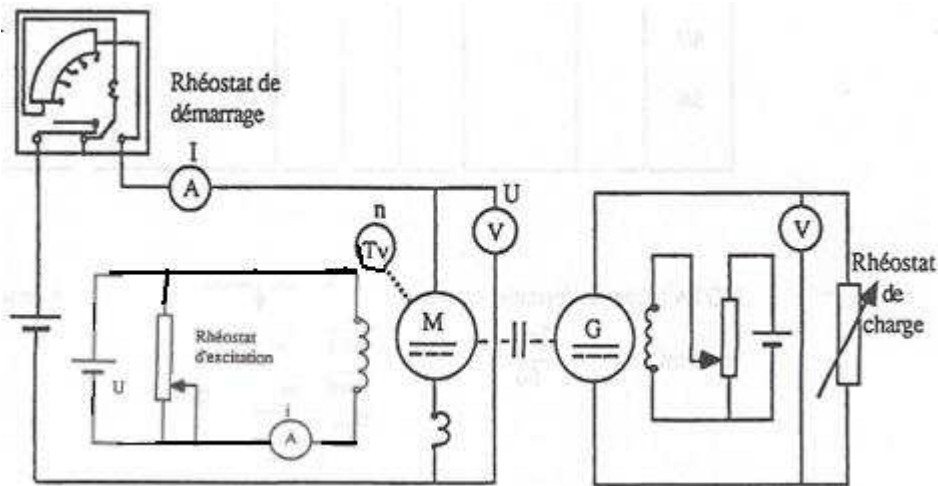 Rhéostat de
démarrage
I
A
U
V
n
Tv
M
G
V
Rhéostat
de
charge
Rhéostat
d'excitation
U
i
A